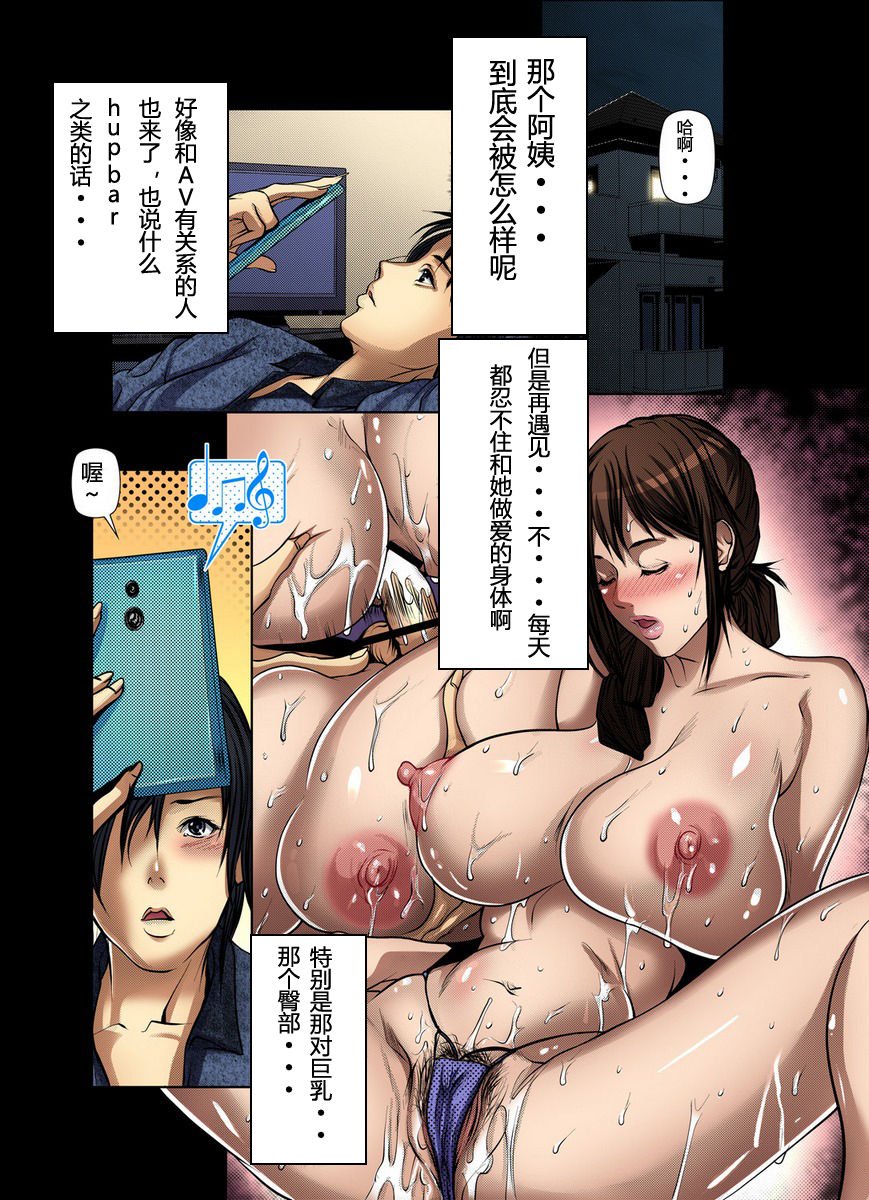 哈啊・・・
那个阿姨・・・
到底会被怎么样呢
好像和AV有关系的人
也来了，也说什么
hupbar
之类的话・・・
但是再遇见・・・不・・・每天
都忍不住和她做爱的身体啊
喔~
特别是那对巨乳・・・
那个臀部・・・